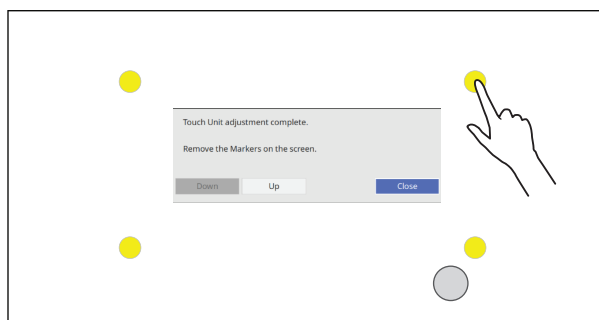 Touch Unit adjustment complete.
Remove the Markers on the screen.
Down Up Close